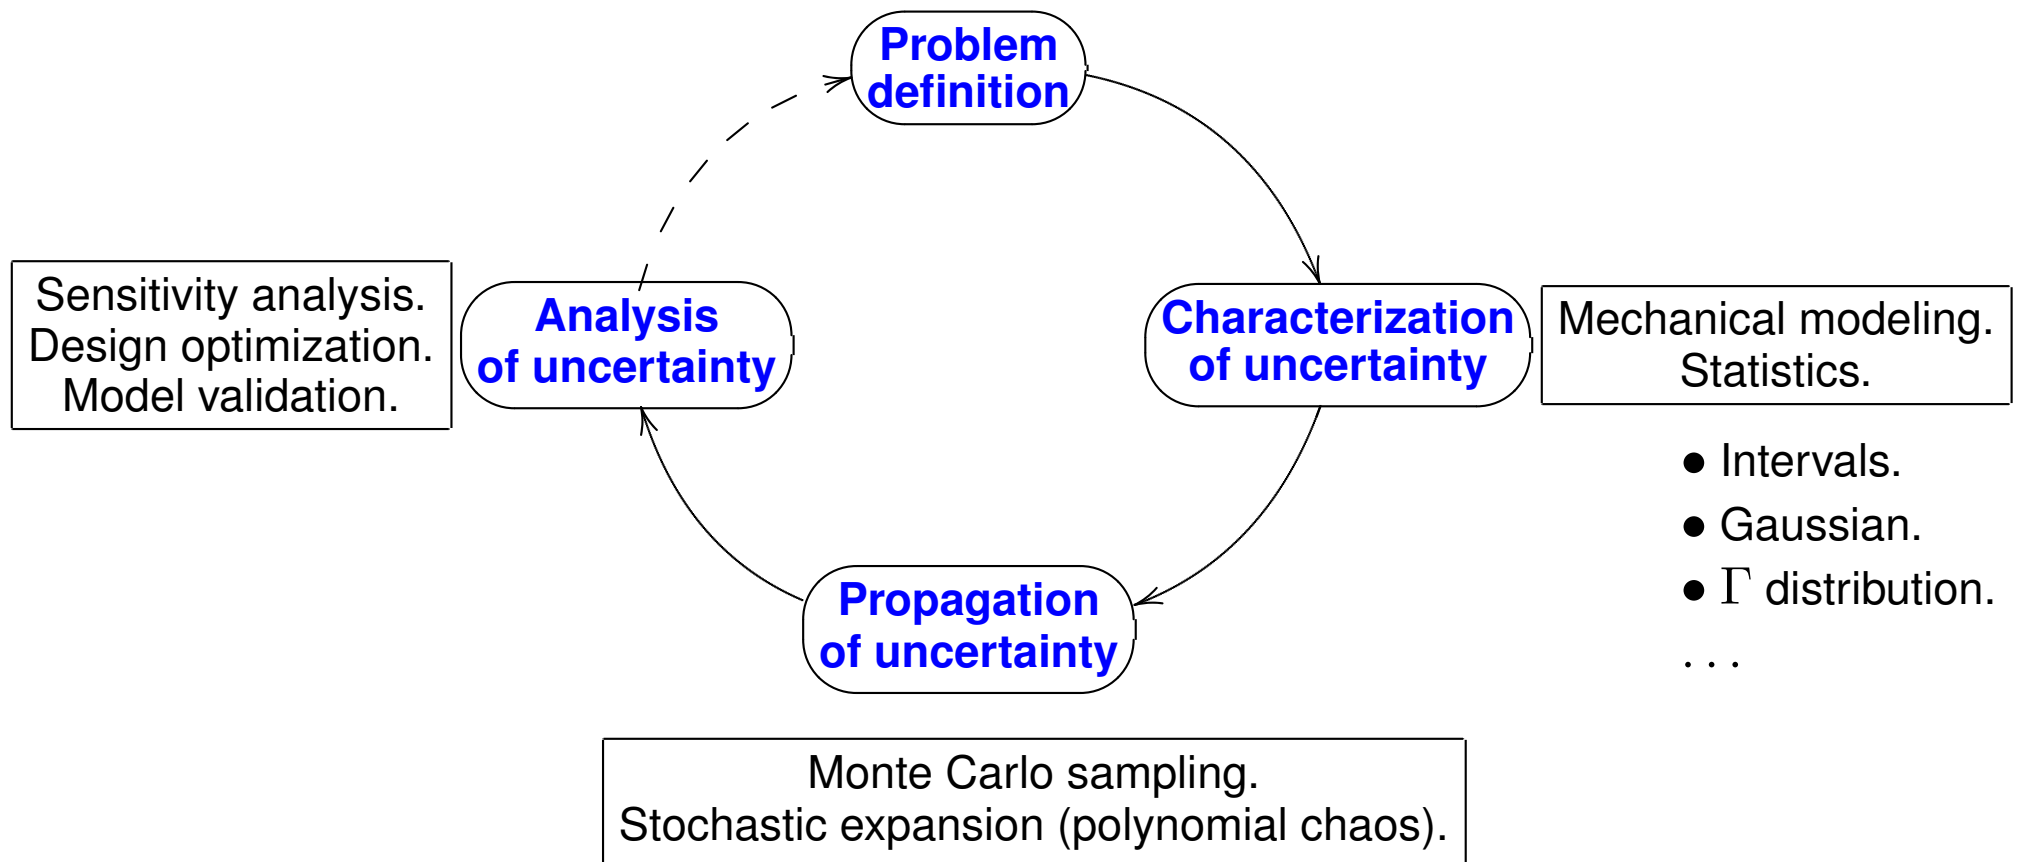 Problem
definition
Sensitivity analysis.
Design optimization.
Model validation.
Analysis
of uncertainty
Characterization
of uncertainty
Mechanical modeling.
Statistics.
• Intervals.
• Gaussian.
• Γ distribution.
. . .
Propagation
of uncertainty
Monte Carlo sampling.
Stochastic expansion (polynomial chaos).